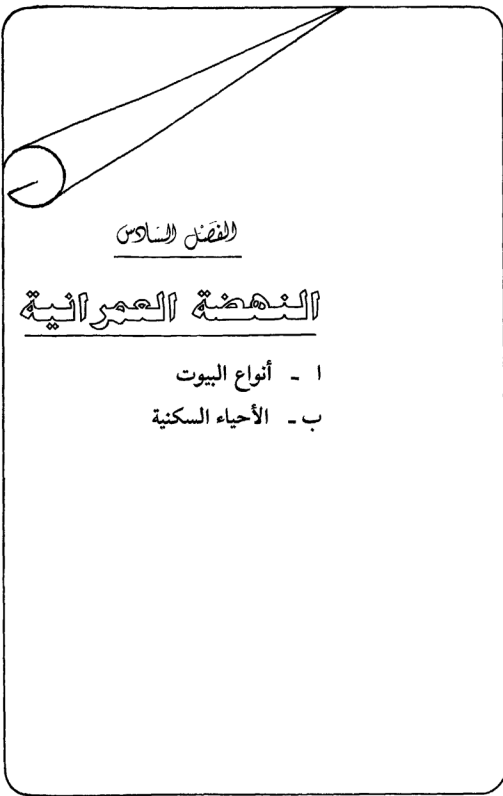 الفصل السادس
النهضة العمرانية
ا - أنواع البيوت
ب - الأحياء السكنية